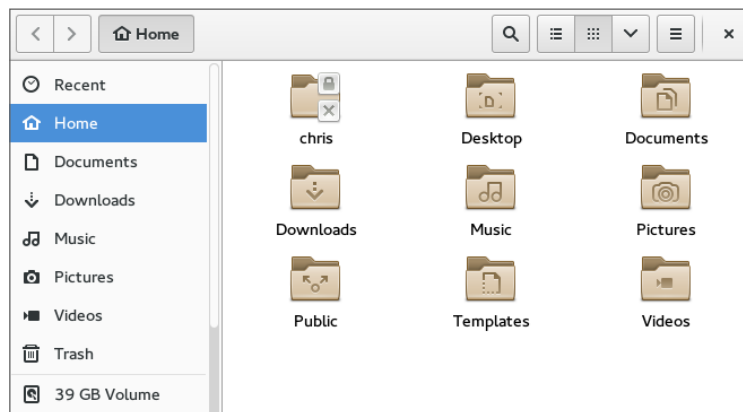 Home
Recent
Home
Documents
Downloads
Music
Pictures
Videos
Trash
39 GB Volume
chris
Desktop
Documents
Downloads
Music
Pictures
Public
Templates
Videos